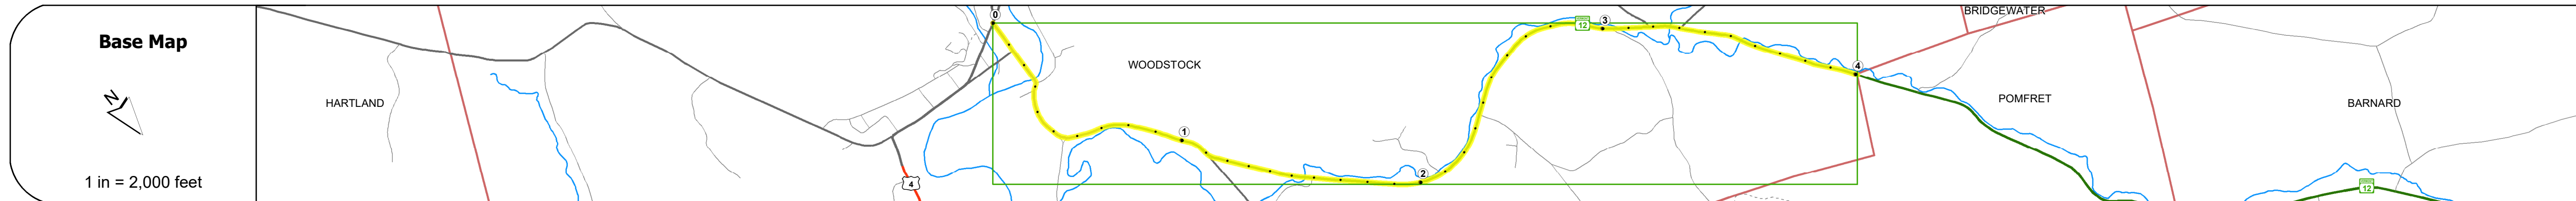 Base Map
N
1 in = 2,000 feet
HARTLAND
4
0
WOODSTOCK
1
2
12
3
4
BRIDGEWATER
POMFRET
BARNARD
12